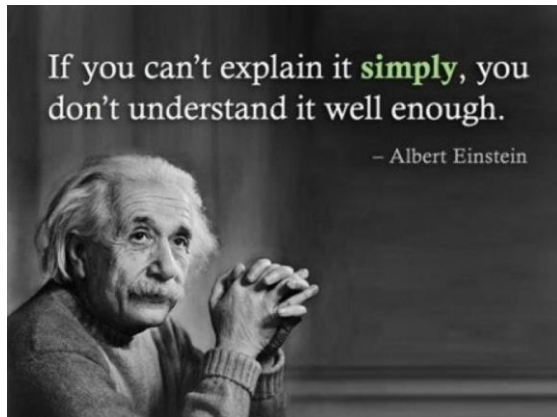 If you can’t explain it simply, you
don’t understand it well enough.
– Albert Einstein